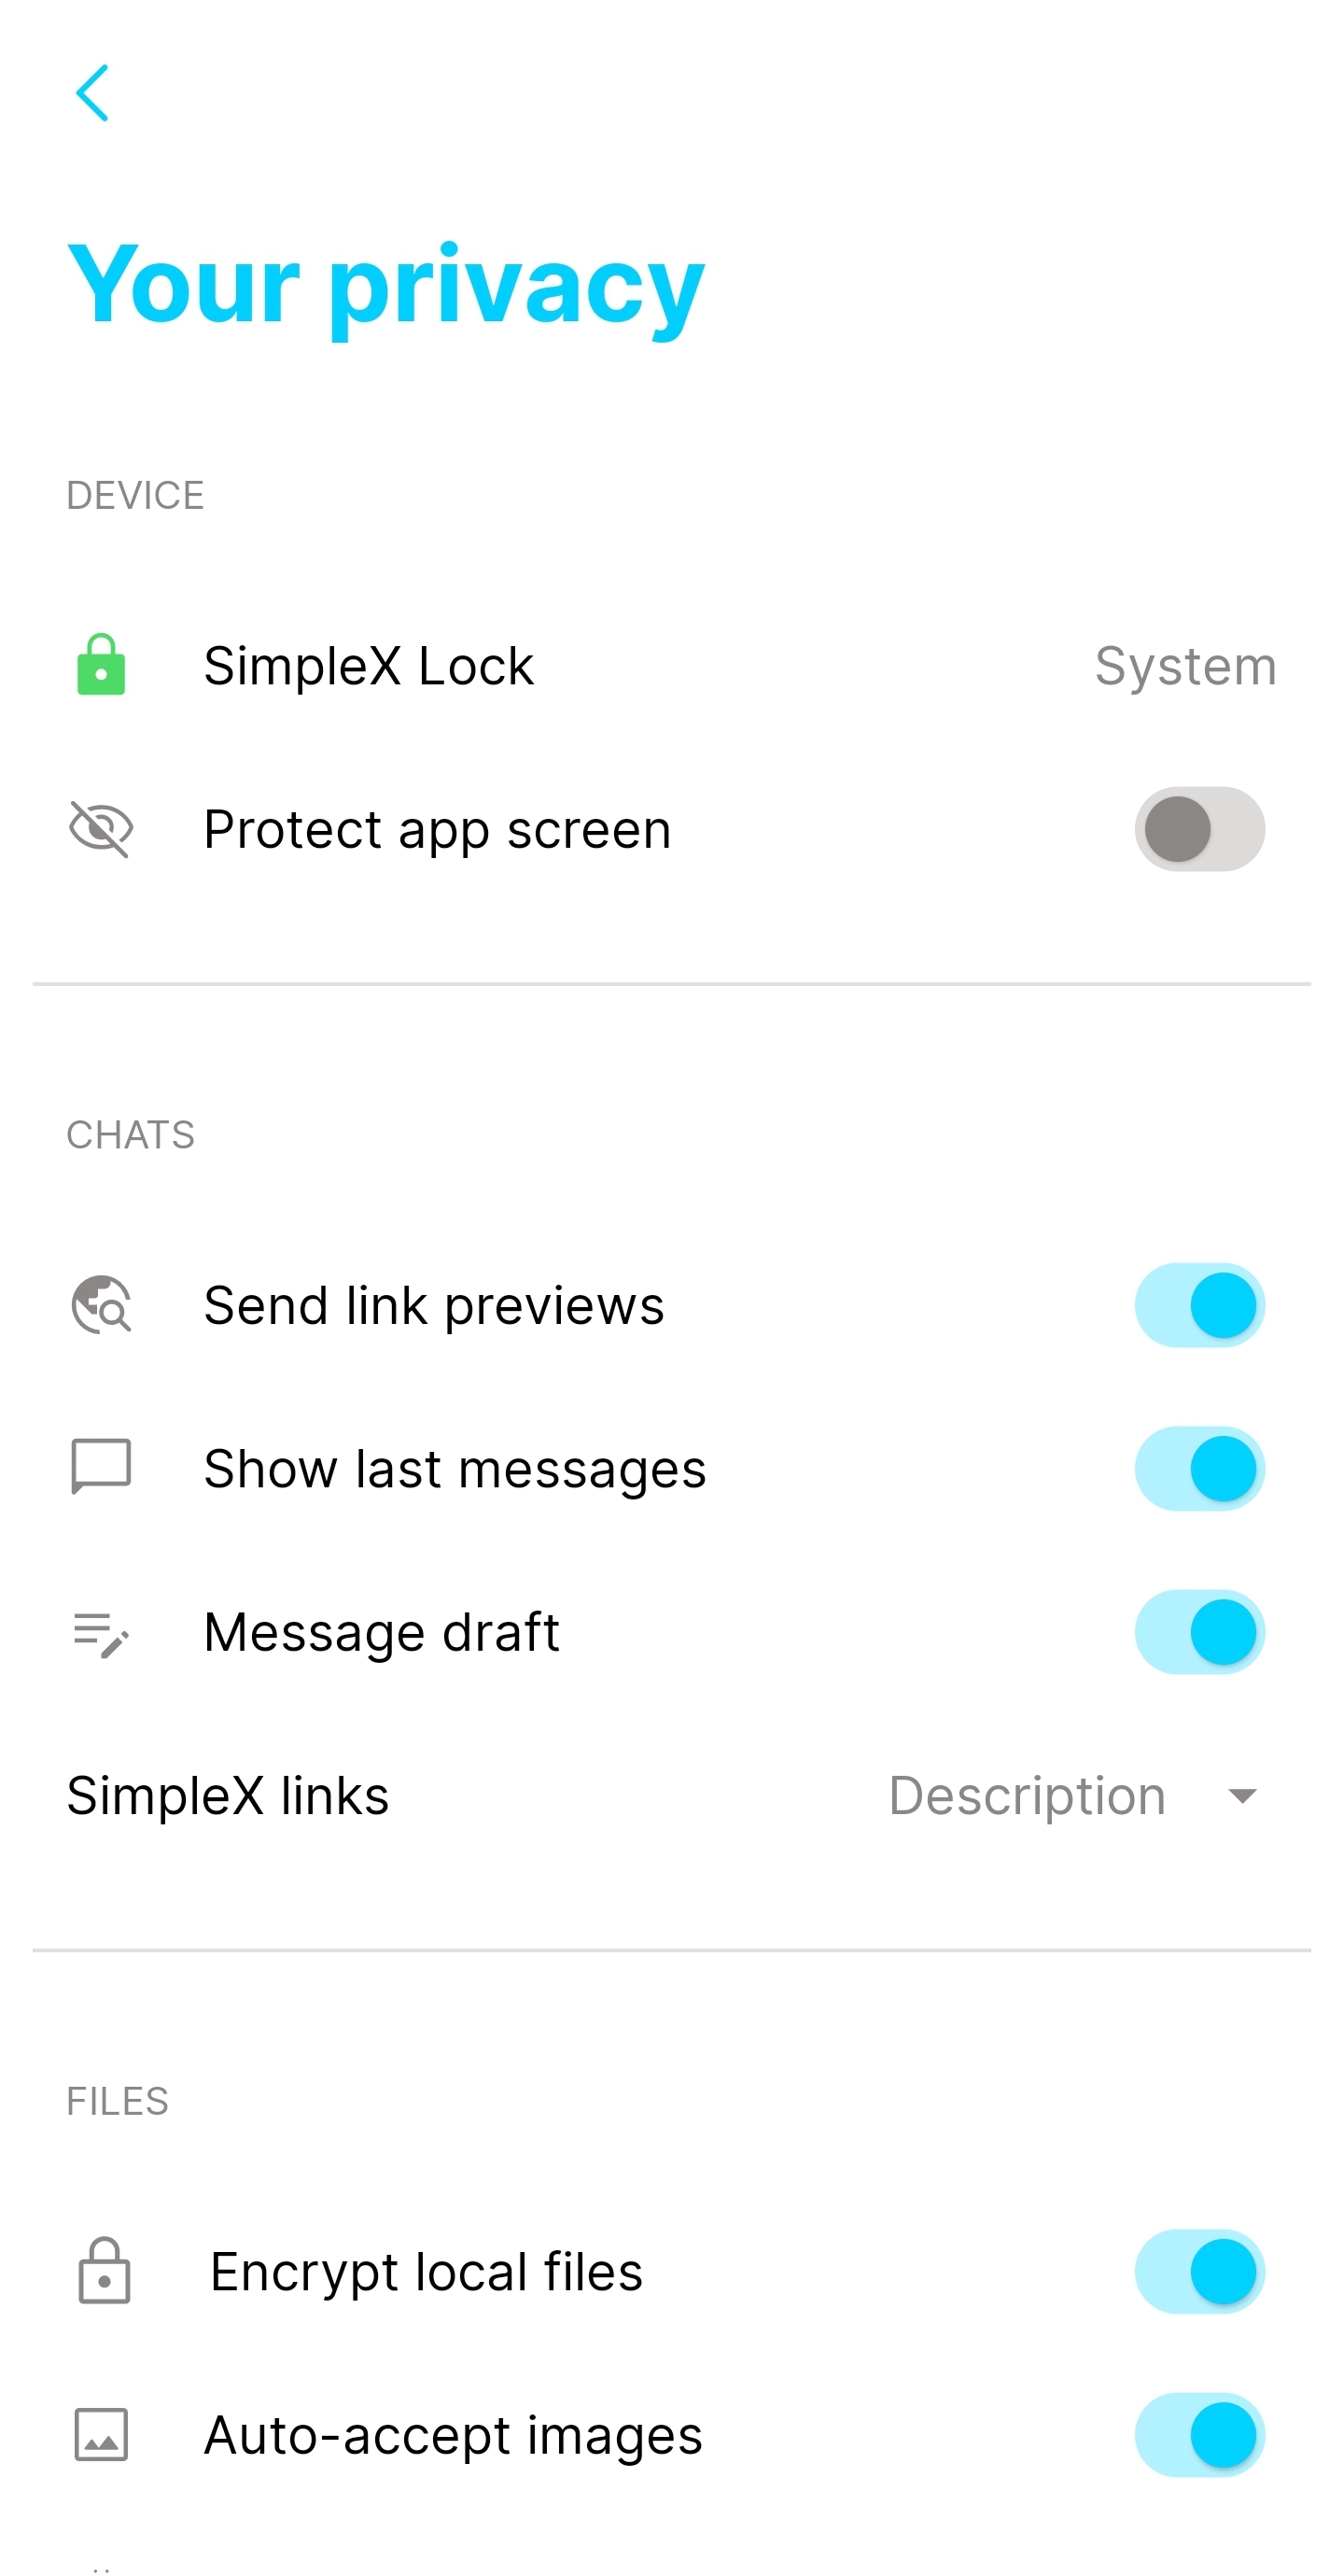 Your privacy
DEVICE
SimpleX Lock System
Protect app screen
CHATS
Send link previews
Show last messages
Message draft
SimpleX links Description
FILES
Encrypt local files
Auto-accept images